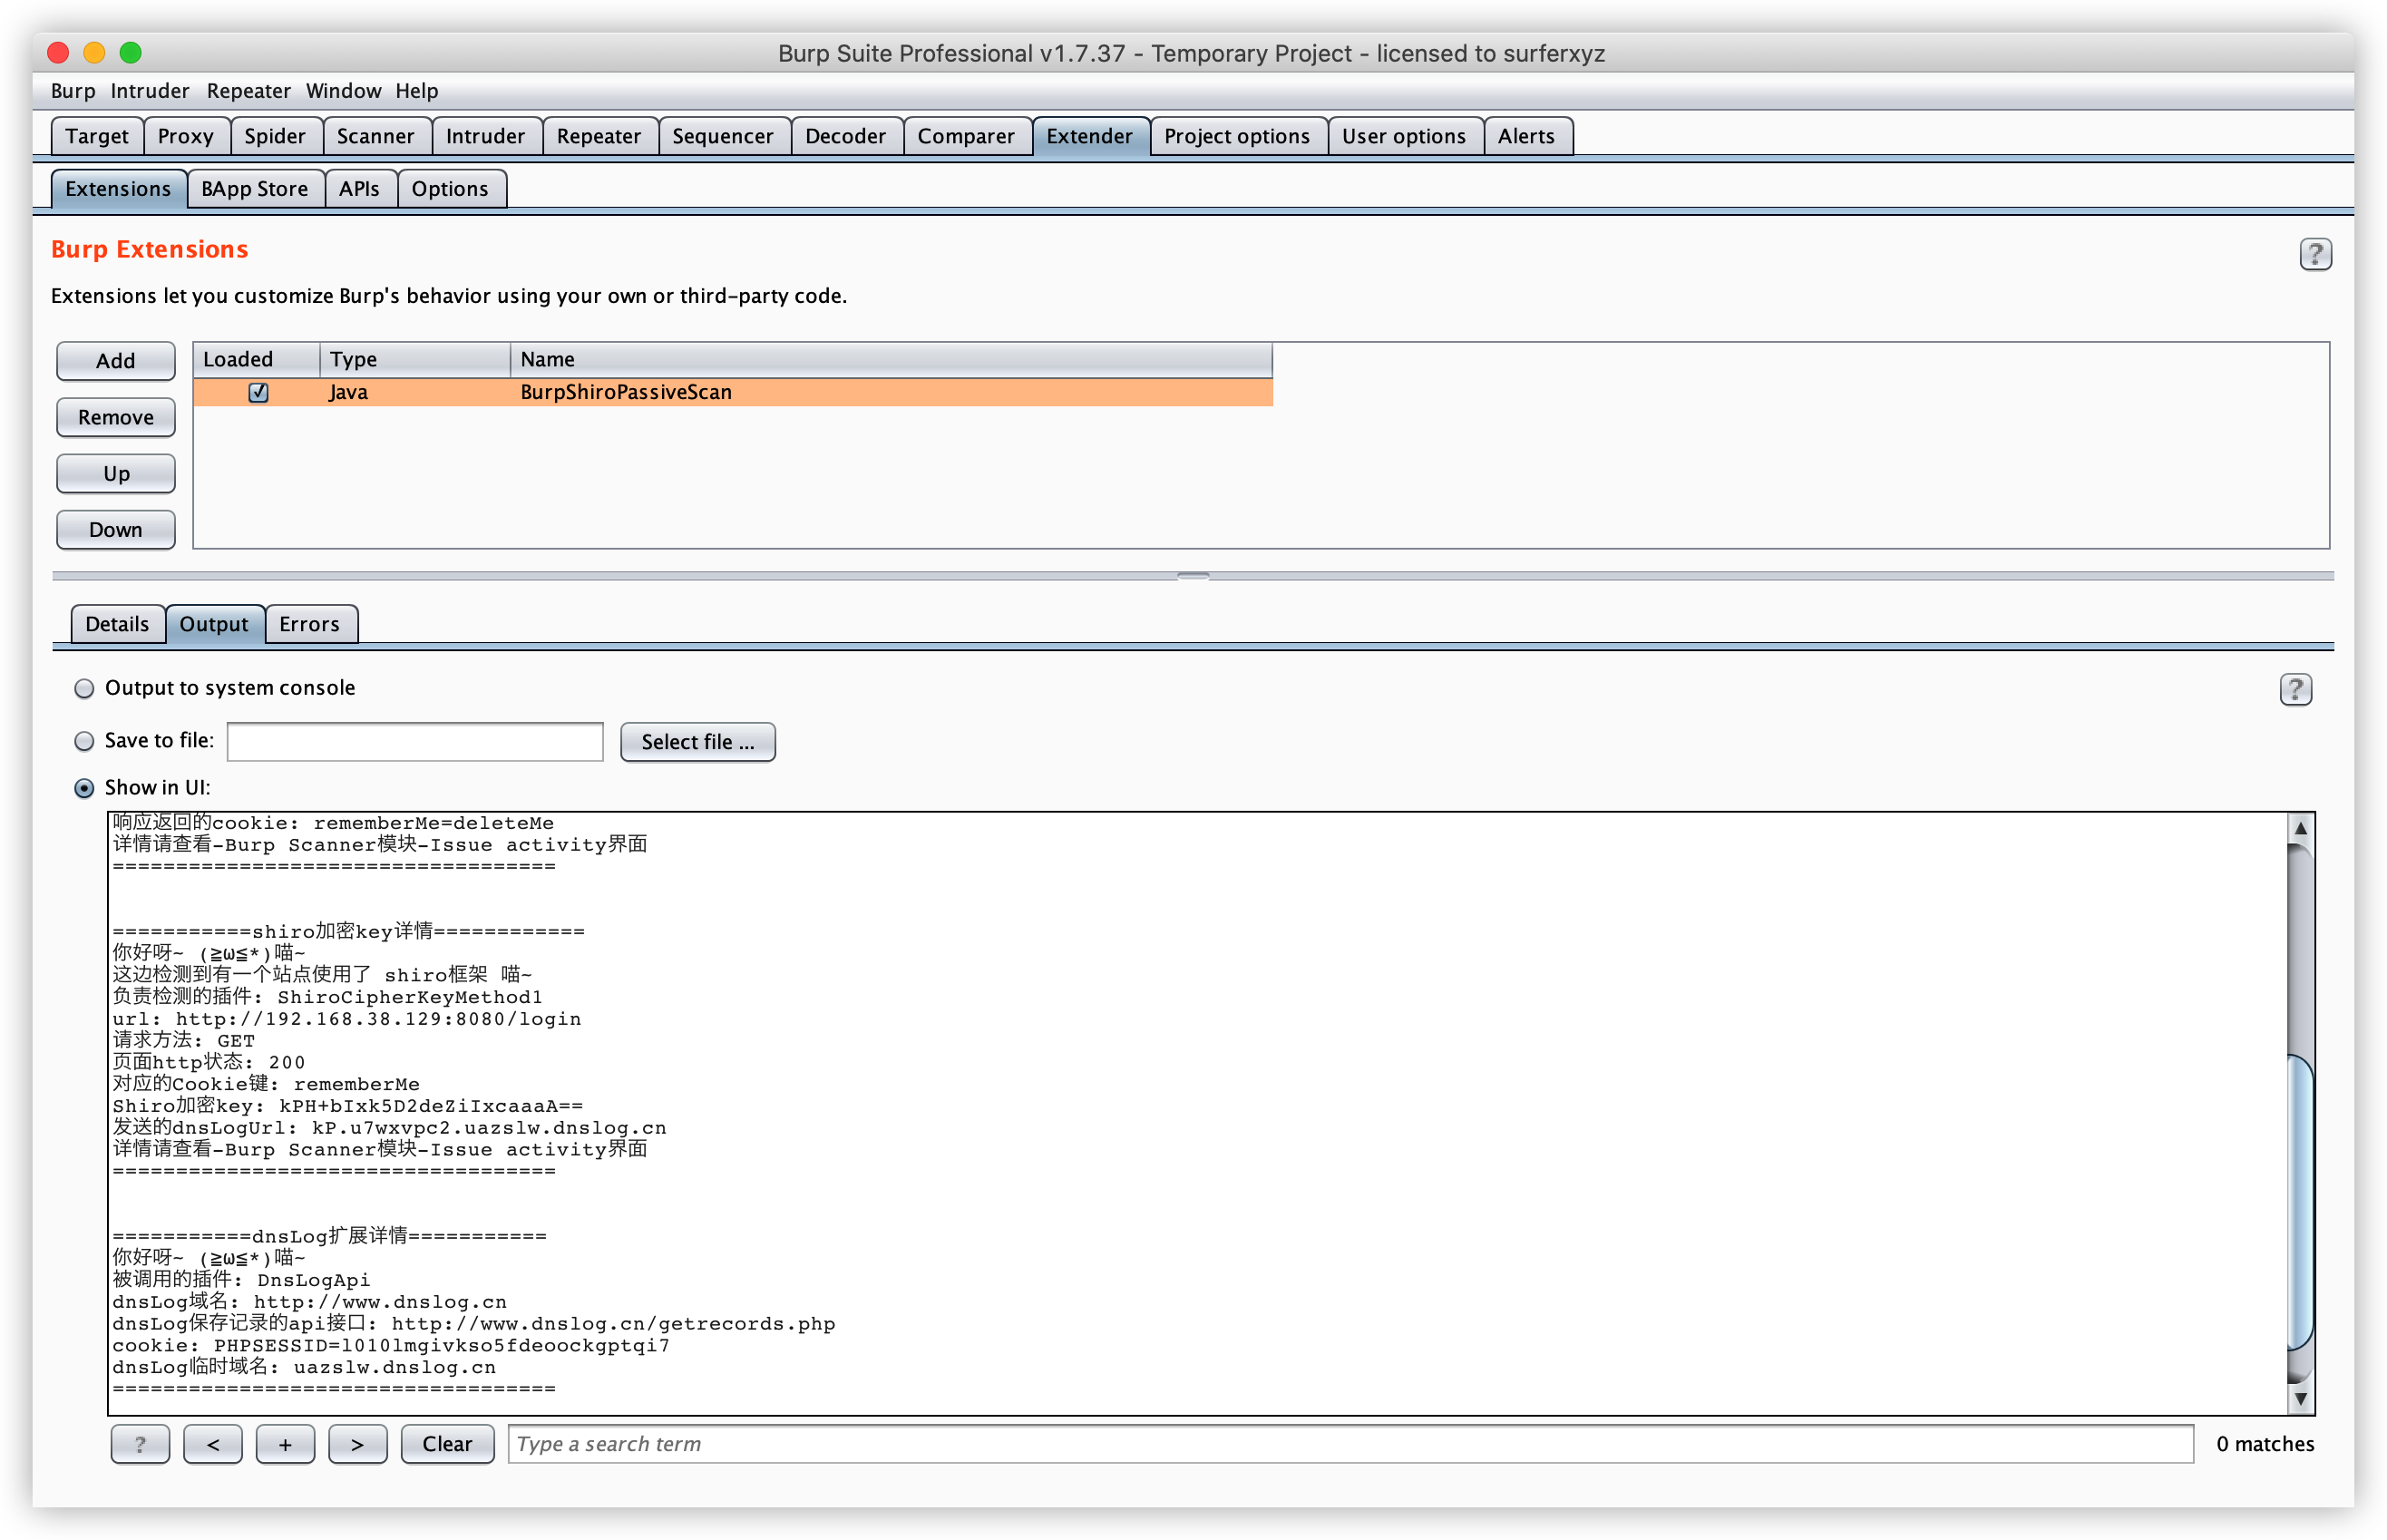 Burp Suite Professional v1.7.37 - Temporary Project - licensed to surferxyz
Burp Intruder Repeater Window Help
Target Proxy Spider Scanner Intruder Repeater Sequencer Decoder Comparer Extender Project options User options Alerts
Extensions BApp Store APIs Options
Burp Extensions
?
Extensions let you customize Burp's behavior using your own or third-party code.
Add
Remove
Up
Down
Loaded Type Name
Java BurpShiroPassiveScan
Details Output Errors
Output to system console
?
Save to file: Select file ...
Show in UI:
响应返回的cookie: rememberMe=deleteMe
详情请查看-Burp Scanner模块-Issue activity界面
===================================
===========shiro加密key详情============
你好呀~ (≧ω≦*)喵~
这边检测到有一个站点使用了 shiro框架 喵~
负责检测的插件: ShiroCipherKeyMethod1
url: http://192.168.38.129:8080/login
请求方法: GET
页面http状态: 200
对应的Cookie键: rememberMe
Shiro加密key: kPH+bIxk5D2deZiIxcaaaA==
发送的dnsLogUrl: kP.u7wxvpc2.uazslw.dnslog.cn
详情请查看-Burp Scanner模块-Issue activity界面
===================================
===========dnsLog扩展详情===========
你好呀~ (≧ω≦*)喵~
被调用的插件: DnsLogApi
dnsLog域名: http://www.dnslog.cn
dnsLog保存记录的api接口: http://www.dnslog.cn/getrecords.php
cookie: PHPSESSID=l010lmgivkso5fdeoockgptqi7
dnsLog临时域名: uazslw.dnslog.cn
===================================
? < + > Clear Type a search term 0 matches